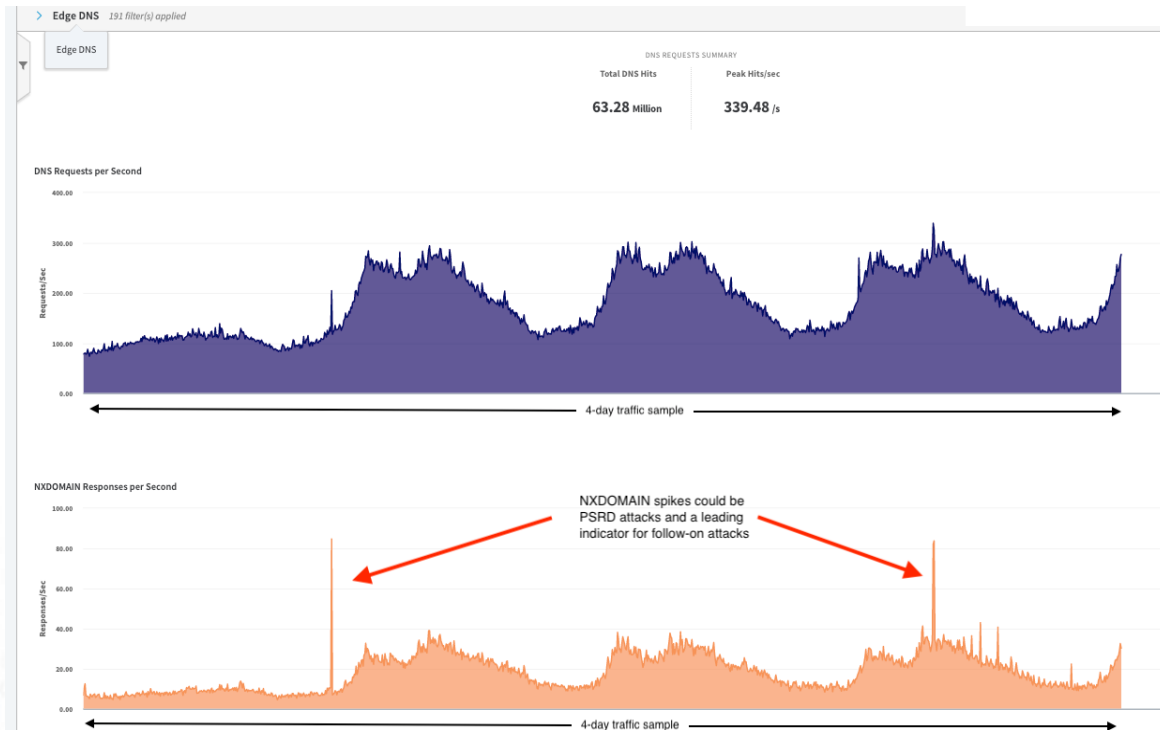 Edge DNS 191 filter(s) applied
Edge DNS
DNS REQUESTS SUMMARY
Total DNS Hits
Peak Hits/sec
63.28 Million
339.48 /s
DNS Requests per Second
400.00
300.00
200.00
100.00
0.00
Requests/Sec
4-day traffic sample
NXDOMAIN Responses per Second
100.00
80.00
60.00
40.00
20.00
0.00
Responses/Sec
NXDOMAIN spikes could be
PSRD attacks and a leading
indicator for follow-on attacks
4-day traffic sample